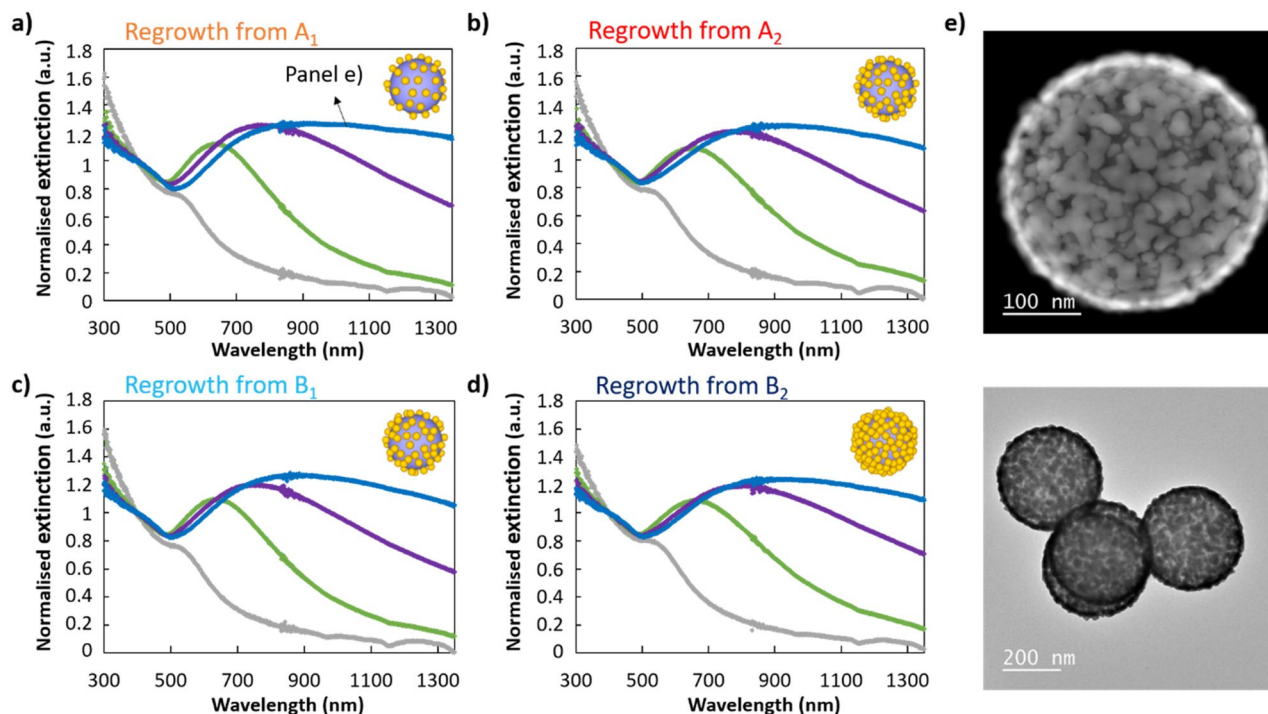 a)
Regrowth from A₁
Normalised extinction (a.u.)
1.8
1.6
1.4
1.2
1
0.8
0.6
0.4
0.2
0
Panel e)
300 500 700 900 1100 1300
Wavelength (nm)
b)
Regrowth from A₂
Normalised extinction (a.u.)
1.8
1.6
1.4
1.2
1
0.8
0.6
0.4
0.2
0
300 500 700 900 1100 1300
Wavelength (nm)
c)
Regrowth from B₁
Normalised extinction (a.u.)
1.8
1.6
1.4
1.2
1
0.8
0.6
0.4
0.2
0
300 500 700 900 1100 1300
Wavelength (nm)
d)
Regrowth from B₂
Normalised extinction (a.u.)
1.8
1.6
1.4
1.2
1
0.8
0.6
0.4
0.2
0
300 500 700 900 1100 1300
Wavelength (nm)
e)
100 nm
200 nm